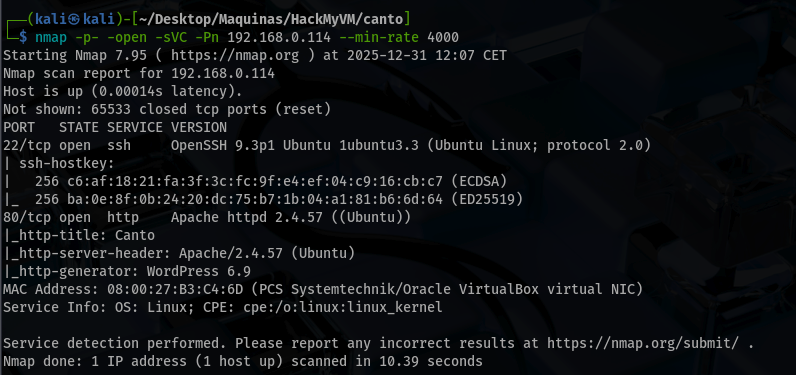 ┌──(kali㉿kali)-[~/Desktop/Maquinas/HackMyVM/canto]
└─$ nmap -p- -open -sVC -Pn 192.168.0.114 --min-rate 4000
Starting Nmap 7.95 ( https://nmap.org ) at 2025-12-31 12:07 CET
Nmap scan report for 192.168.0.114
Host is up (0.00014s latency).
Not shown: 65533 closed tcp ports (reset)
PORT   STATE SERVICE VERSION
22/tcp open  ssh     OpenSSH 9.3p1 Ubuntu 1ubuntu3.3 (Ubuntu Linux; protocol 2.0)
| ssh-hostkey:
|   256 c6:af:18:21:fa:3f:3c:fc:9f:e4:ef:04:c9:16:cb:c7 (ECDSA)
|_  256 ba:0e:8f:0b:24:20:dc:75:b7:1b:04:a1:81:b6:6d:64 (ED25519)
80/tcp open  http    Apache httpd 2.4.57 ((Ubuntu))
|_http-title: Canto
|_http-server-header: Apache/2.4.57 (Ubuntu)
|_http-generator: WordPress 6.9
MAC Address: 08:00:27:B3:C4:6D (PCS Systemtechnik/Oracle VirtualBox virtual NIC)
Service Info: OS: Linux; CPE: cpe:/o:linux:linux_kernel

Service detection performed. Please report any incorrect results at https://nmap.org/submit/ .
Nmap done: 1 IP address (1 host up) scanned in 10.39 seconds